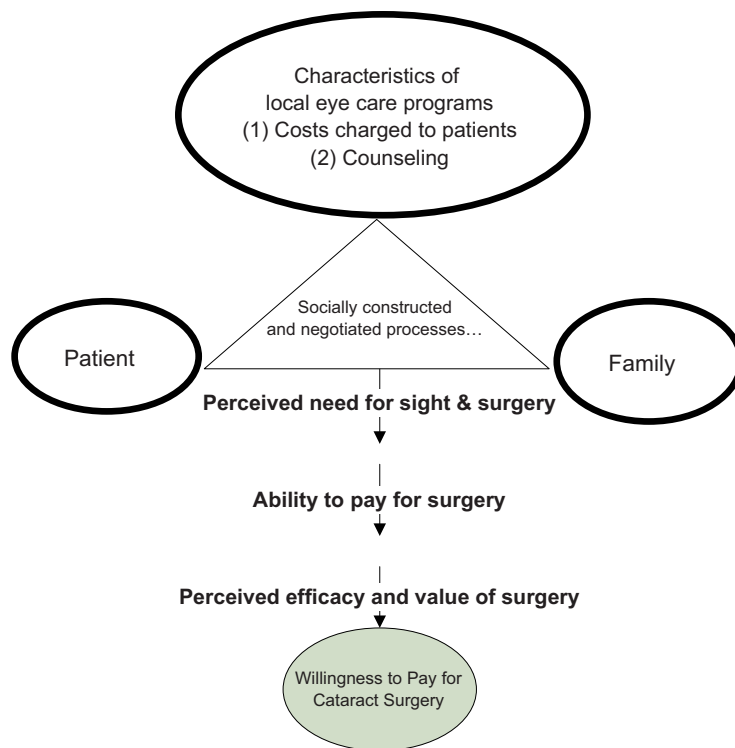 Characteristics of
local eye care programs
(1) Costs charged to patients
(2) Counseling
Socially constructed
and negotiated processes…
Patient
Family
Perceived need for sight & surgery
Ability to pay for surgery
Perceived efficacy and value of surgery
Willingness to Pay for
Cataract Surgery